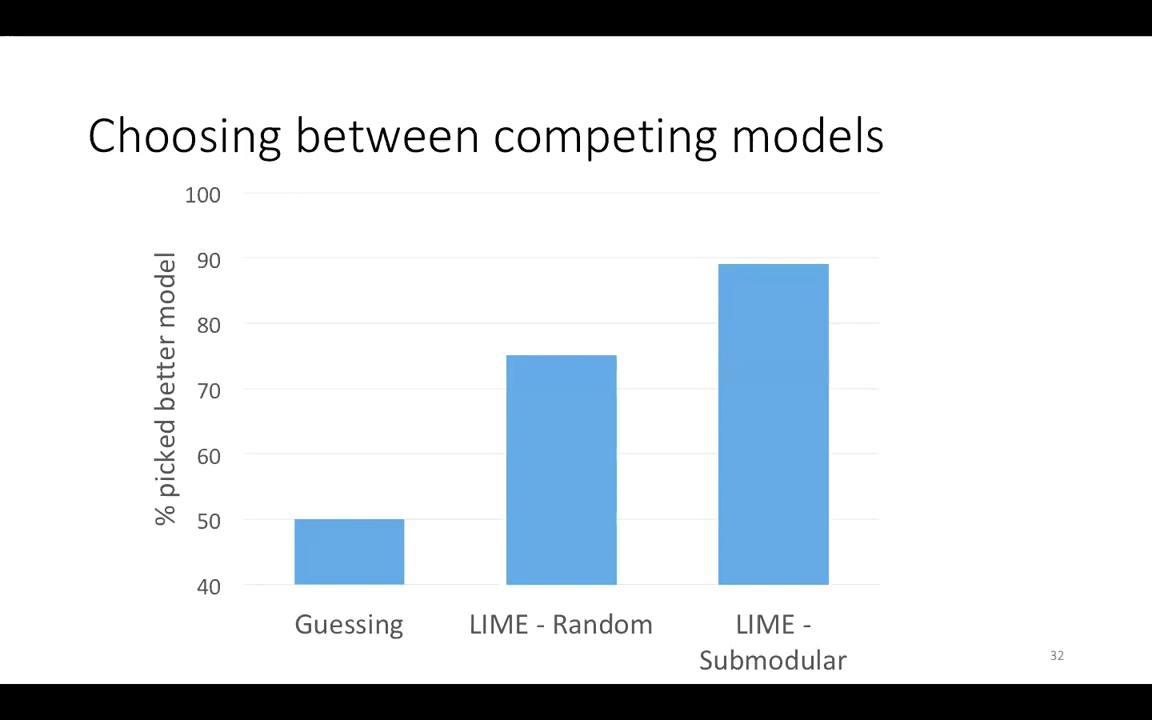 Choosing between competing models
100
90
80
70
60
50
40
% picked better model
Guessing
LIME - Random
LIME -
Submodular
32